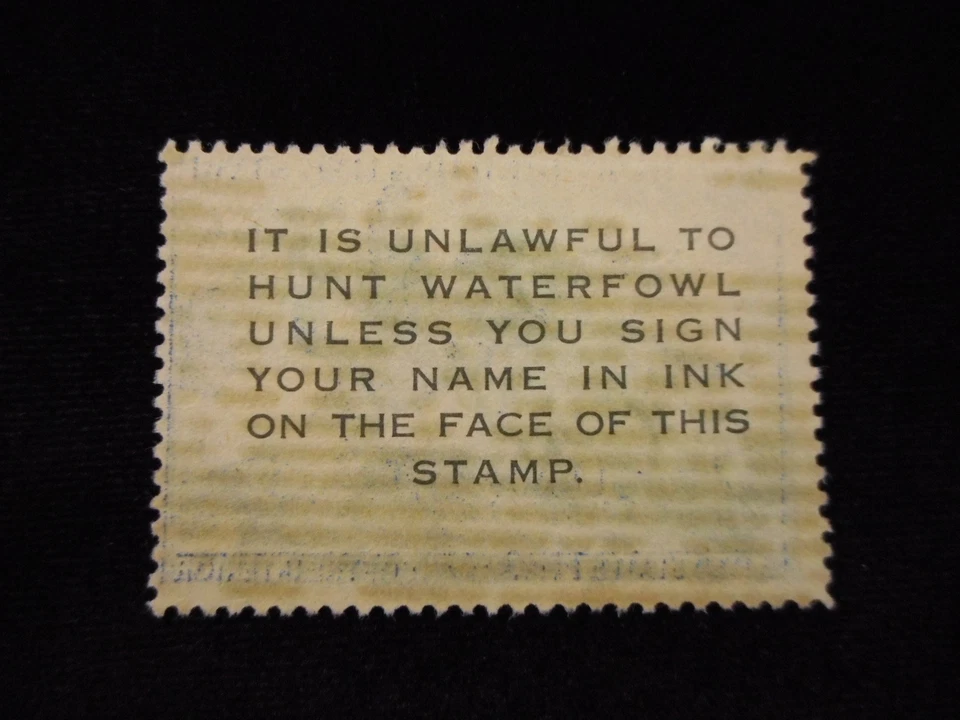 IT IS UNLAWFUL TO
HUNT WATERFOWL
UNLESS YOU SIGN
YOUR NAME IN INK
ON THE FACE OF THIS
STAMP.